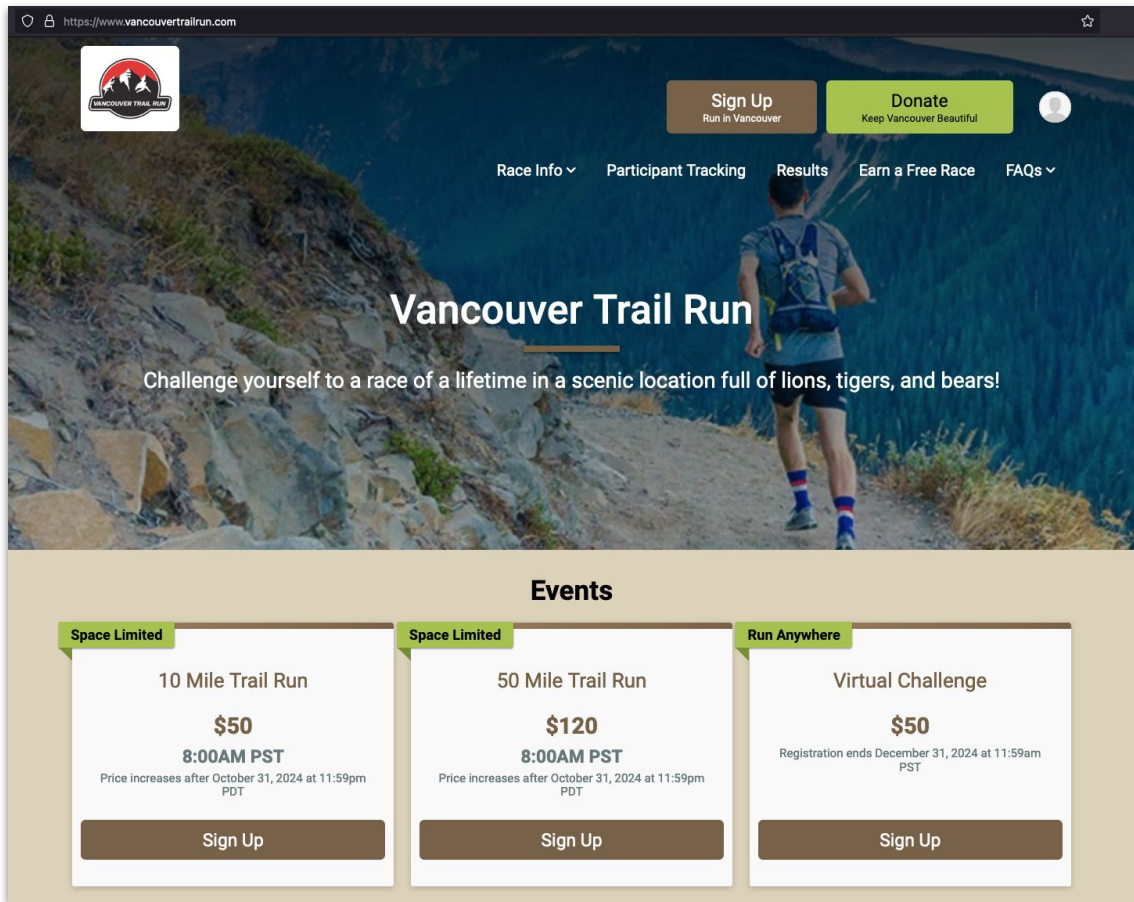 https://www.vancouvertrailrun.com
VANCOUVER TRAIL RUN
Sign Up
Run in Vancouver
Donate
Keep Vancouver Beautiful
Race Info
Participant Tracking
Results
Earn a Free Race
FAQs
Vancouver Trail Run
Challenge yourself to a race of a lifetime in a scenic location full of lions, tigers, and bears!
Events
Space Limited
10 Mile Trail Run
$50
8:00AM PST
Price increases after October 31, 2024 at 11:59pm
PDT
Sign Up
Space Limited
50 Mile Trail Run
$120
8:00AM PST
Price increases after October 31, 2024 at 11:59pm
PDT
Sign Up
Run Anywhere
Virtual Challenge
$50
Registration ends December 31, 2024 at 11:59am
PST
Sign Up